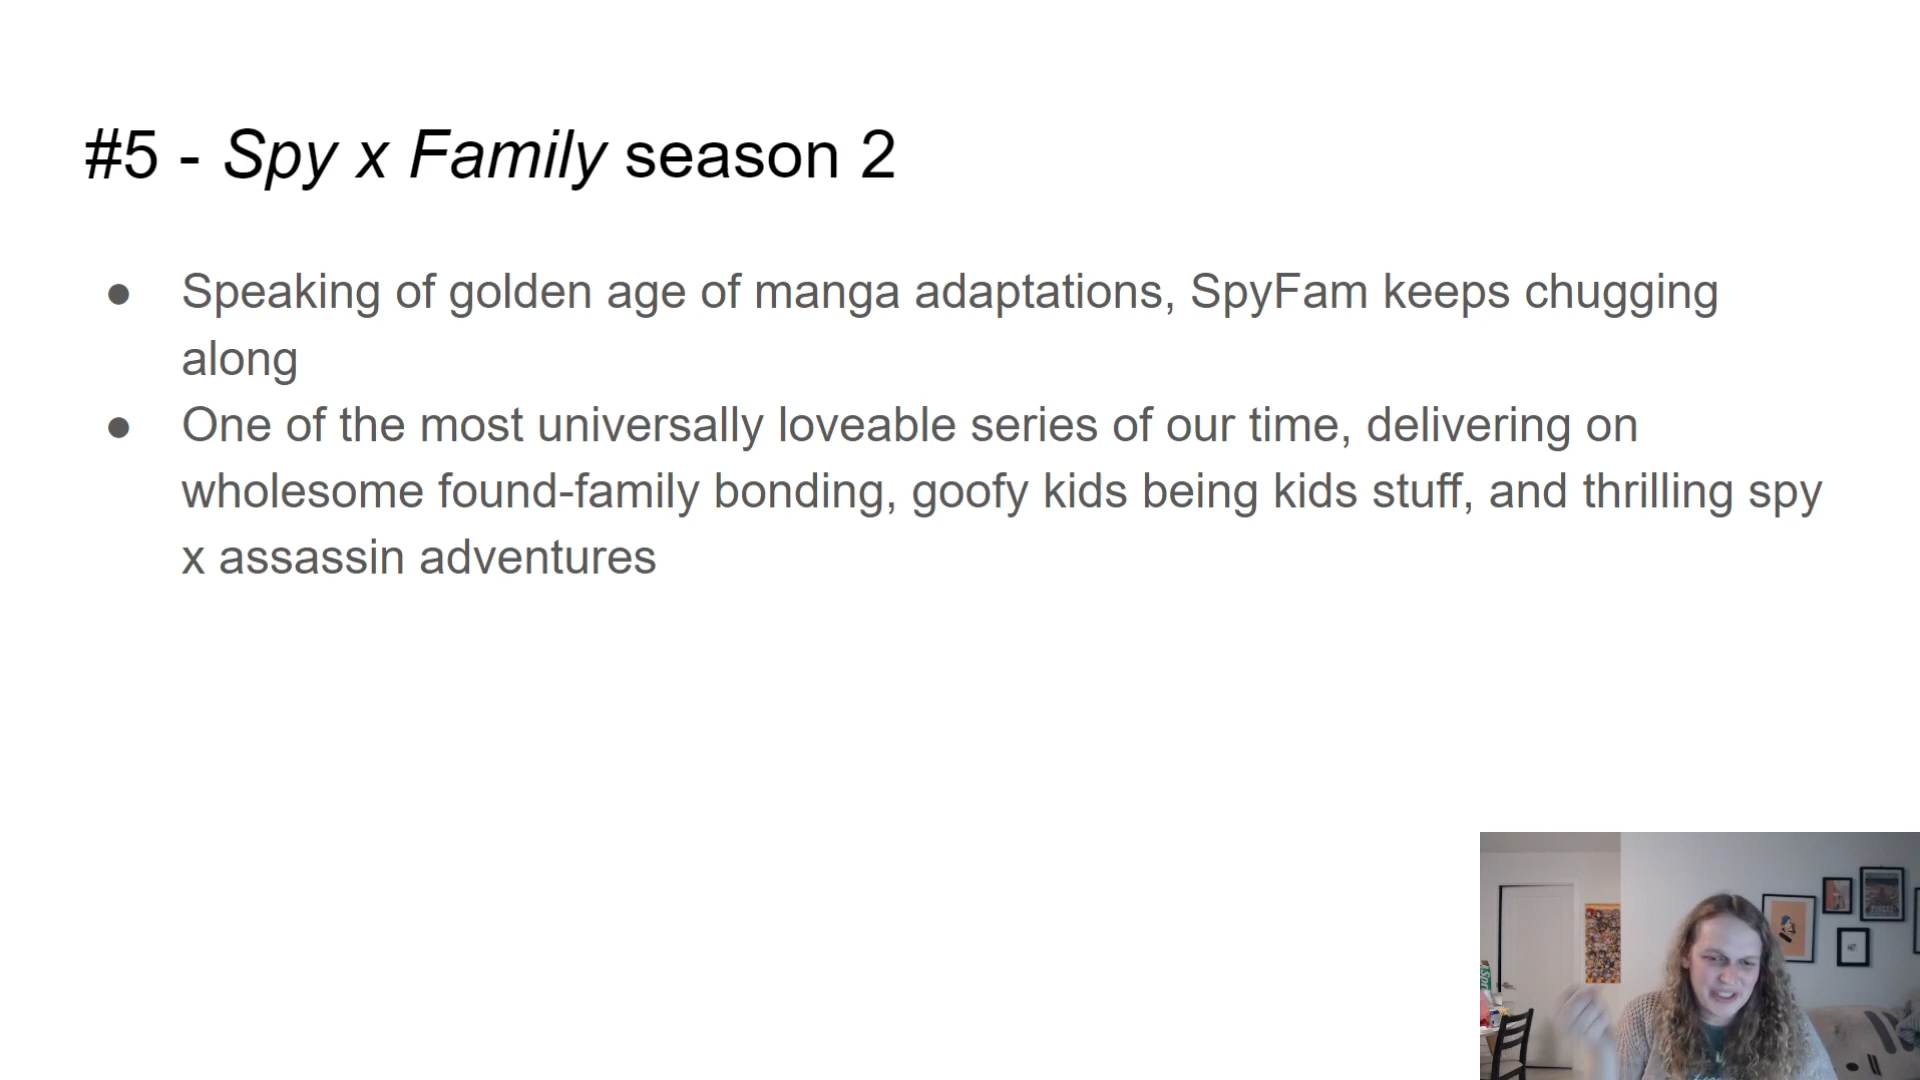 #5 - Spy x Family season 2
● Speaking of golden age of manga adaptations, SpyFam keeps chugging
along
● One of the most universally loveable series of our time, delivering on
wholesome found-family bonding, goofy kids being kids stuff, and thrilling spy
x assassin adventures